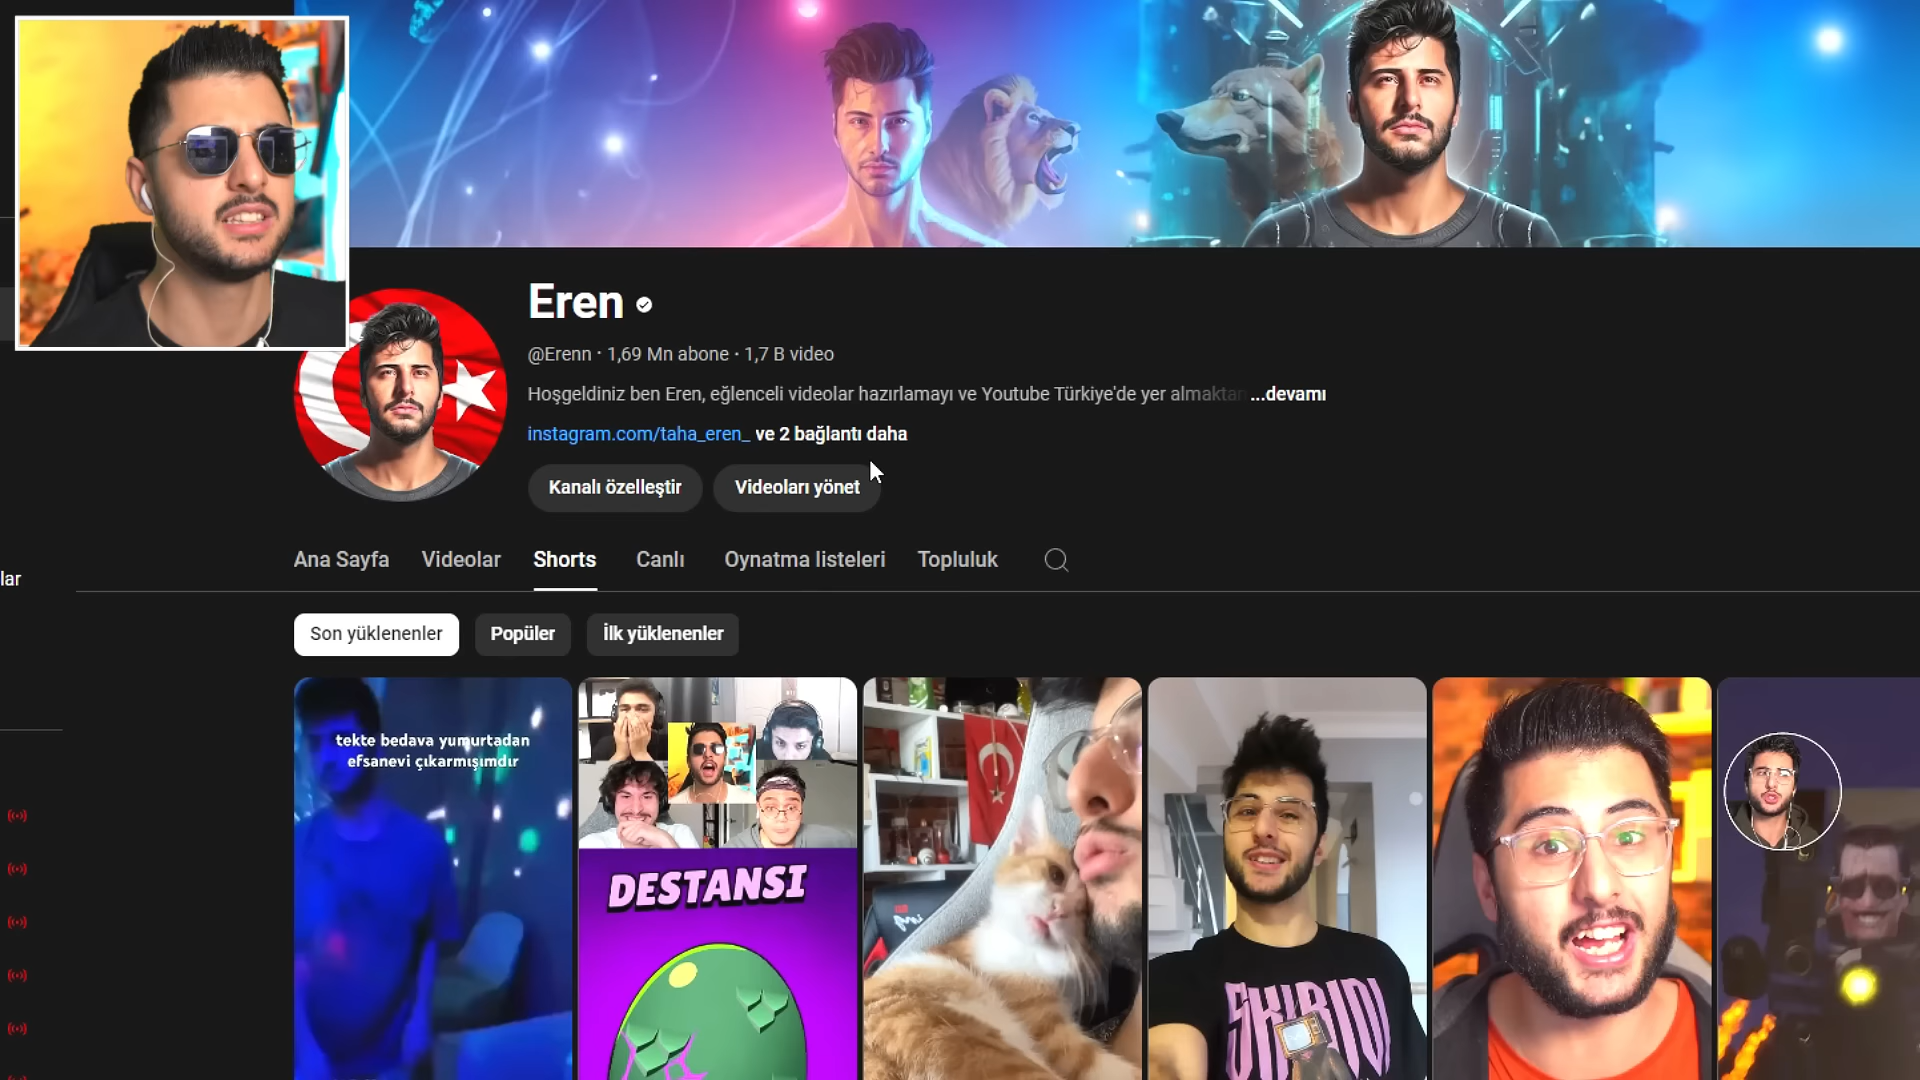 Eren
@Erenn • 1,69 Mn abone • 1,7 B video
Hoşgeldiniz ben Eren, eğlenceli videolar hazırlamayı ve Youtube Türkiye'de yer almaktan ...devamı
instagram.com/taha_eren_ ve 2 bağlantı daha
Kanalı özelleştir
Videoları yönet
lar
Ana Sayfa
Videolar
Shorts
Canlı
Oynatma listeleri
Topluluk
Son yüklenenler
Popüler
İlk yüklenenler
tekte bedava yumurtadan
efsanevi çıkarmışımdır
DESTANSI
SKIBIDI